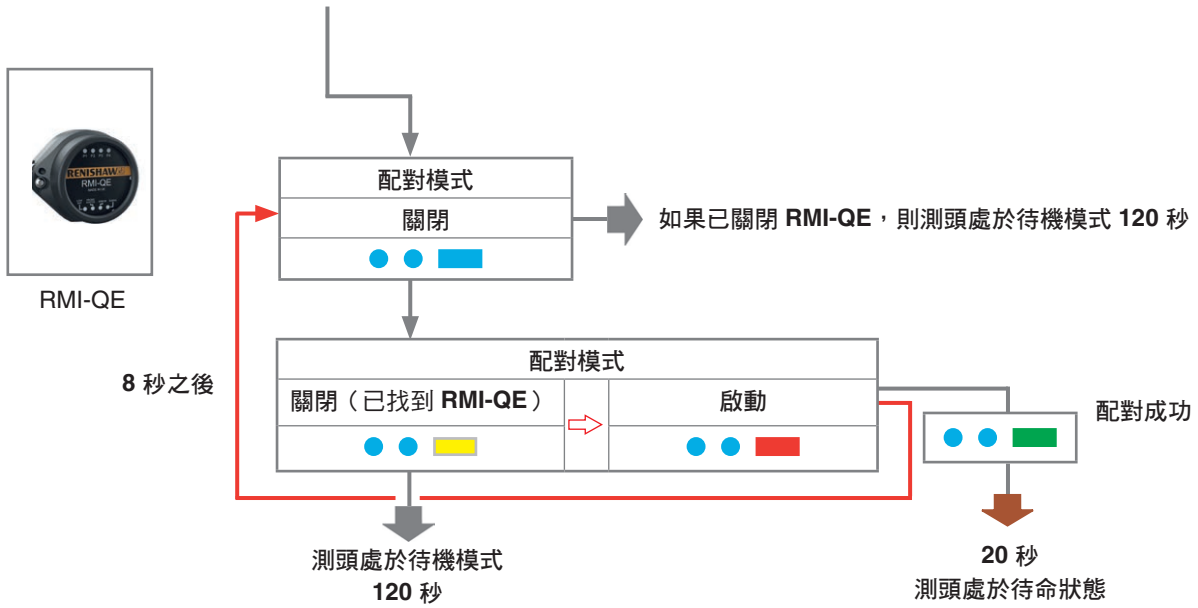 RENISHAW
RMI-QE
RMI-QE
配對模式
關閉
如果已關閉 RMI-QE，則測頭處於待機模式 120 秒
8 秒之後
配對模式
關閉（已找到 RMI-QE）
啟動
配對成功
測頭處於待機模式
120 秒
20 秒
測頭處於待命狀態